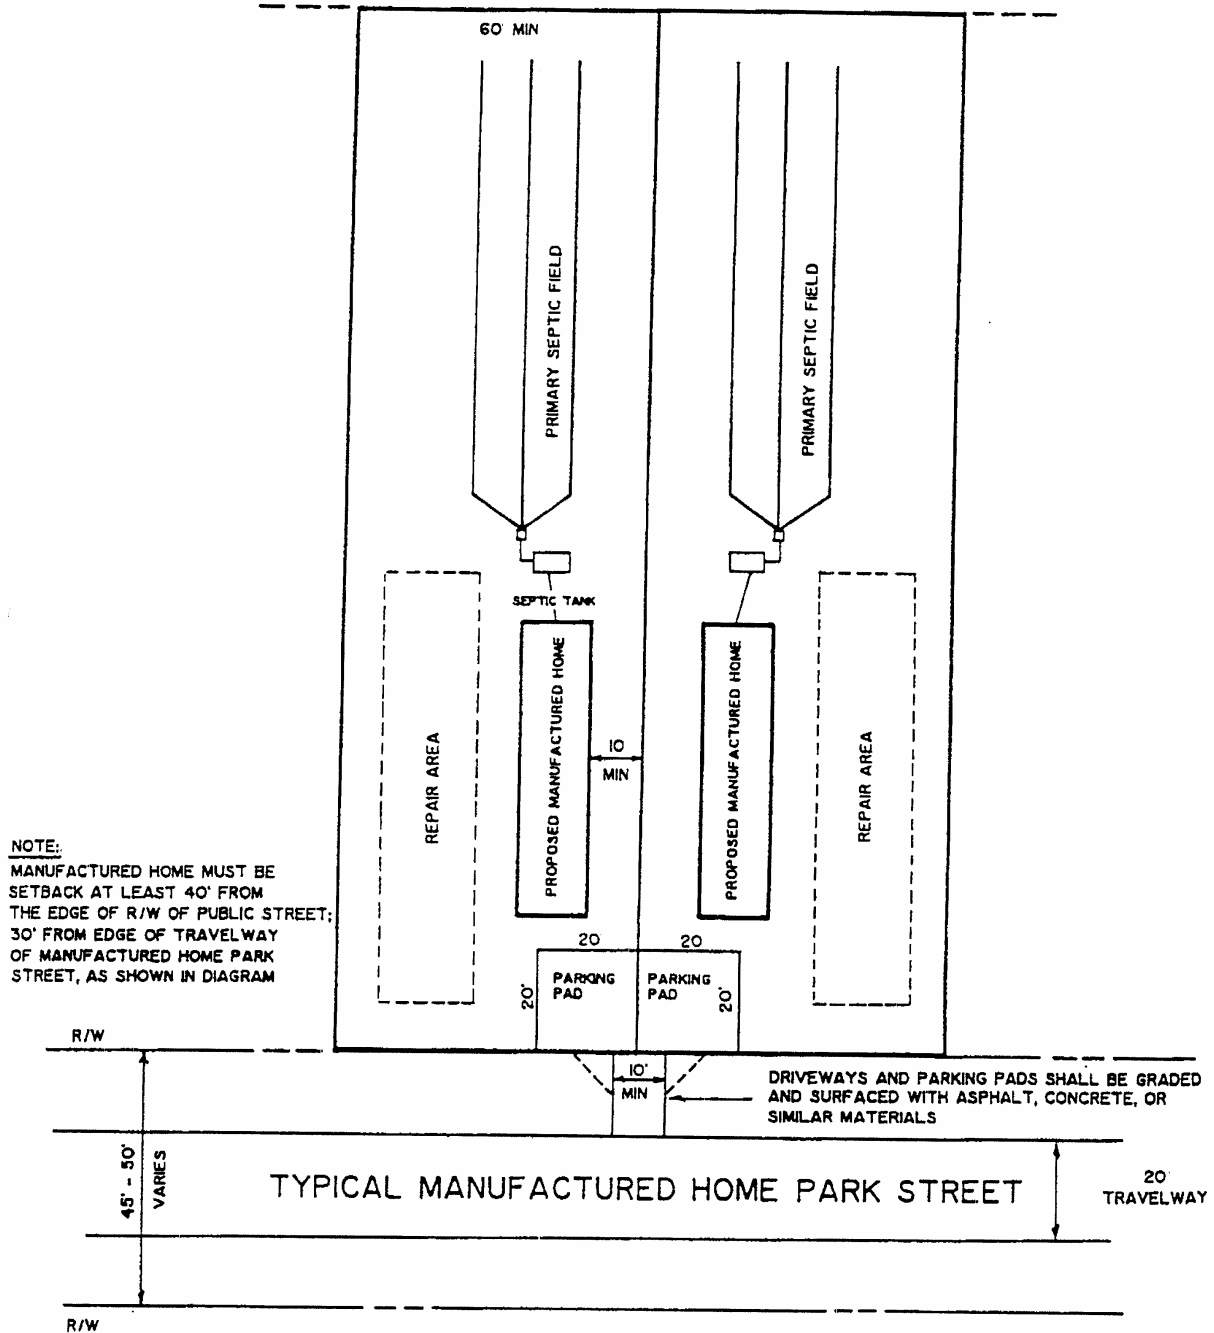 60' MIN
PRIMARY SEPTIC FIELD
PRIMARY SEPTIC FIELD
SEPTIC TANK
PROPOSED MANUFACTURED HOME
PROPOSED MANUFACTURED HOME
10
MIN
REPAIR AREA
REPAIR AREA
NOTE:
MANUFACTURED HOME MUST BE
SETBACK AT LEAST 40' FROM
THE EDGE OF R/W OF PUBLIC STREET;
30' FROM EDGE OF TRAVELWAY
OF MANUFACTURED HOME PARK
STREET, AS SHOWN IN DIAGRAM
20
20
20'
PARKING
PAD
PARKING
PAD
20'
R/W
10'
MIN
DRIVEWAYS AND PARKING PADS SHALL BE GRADED
AND SURFACED WITH ASPHALT, CONCRETE, OR
SIMILAR MATERIALS
45' - 50'
VARIES
TYPICAL MANUFACTURED HOME PARK STREET
20'
TRAVELWAY
R/W